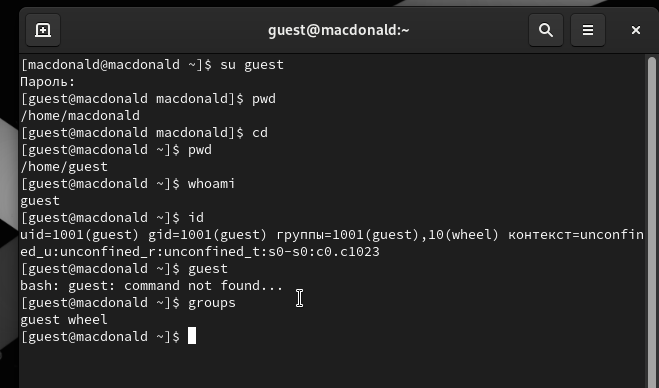 guest@macdonald:~
[macdonald@macdonald ~]$ su guest
Пароль:
[guest@macdonald macdonald]$ pwd
/home/macdonald
[guest@macdonald macdonald]$ cd
[guest@macdonald ~]$ pwd
/home/guest
[guest@macdonald ~]$ whoami
guest
[guest@macdonald ~]$ id
uid=1001(guest) gid=1001(guest) группы=1001(guest),10(wheel) контекст=unconfin
ed_u:unconfined_r:unconfined_t:s0-s0:c0.c1023
[guest@macdonald ~]$ guest
bash: guest: command not found...
[guest@macdonald ~]$ groups
guest wheel
[guest@macdonald ~]$